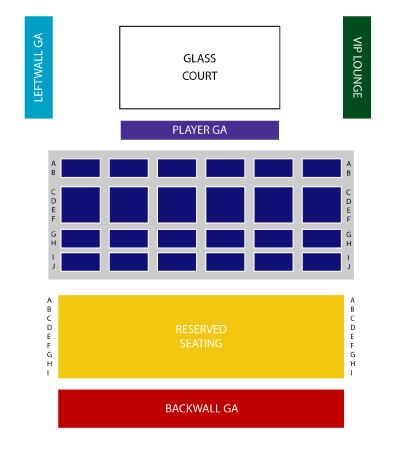 LEFTWALL GA
GLASS
COURT
VIP LOUNGE
PLAYER GA
A A
B B
C C
D D
E E
F F
G G
H H
I I
J J
A A
B B
C C
D D
E E
F F
G G
H H
I I
RESERVED
SEATING
BACKWALL GA